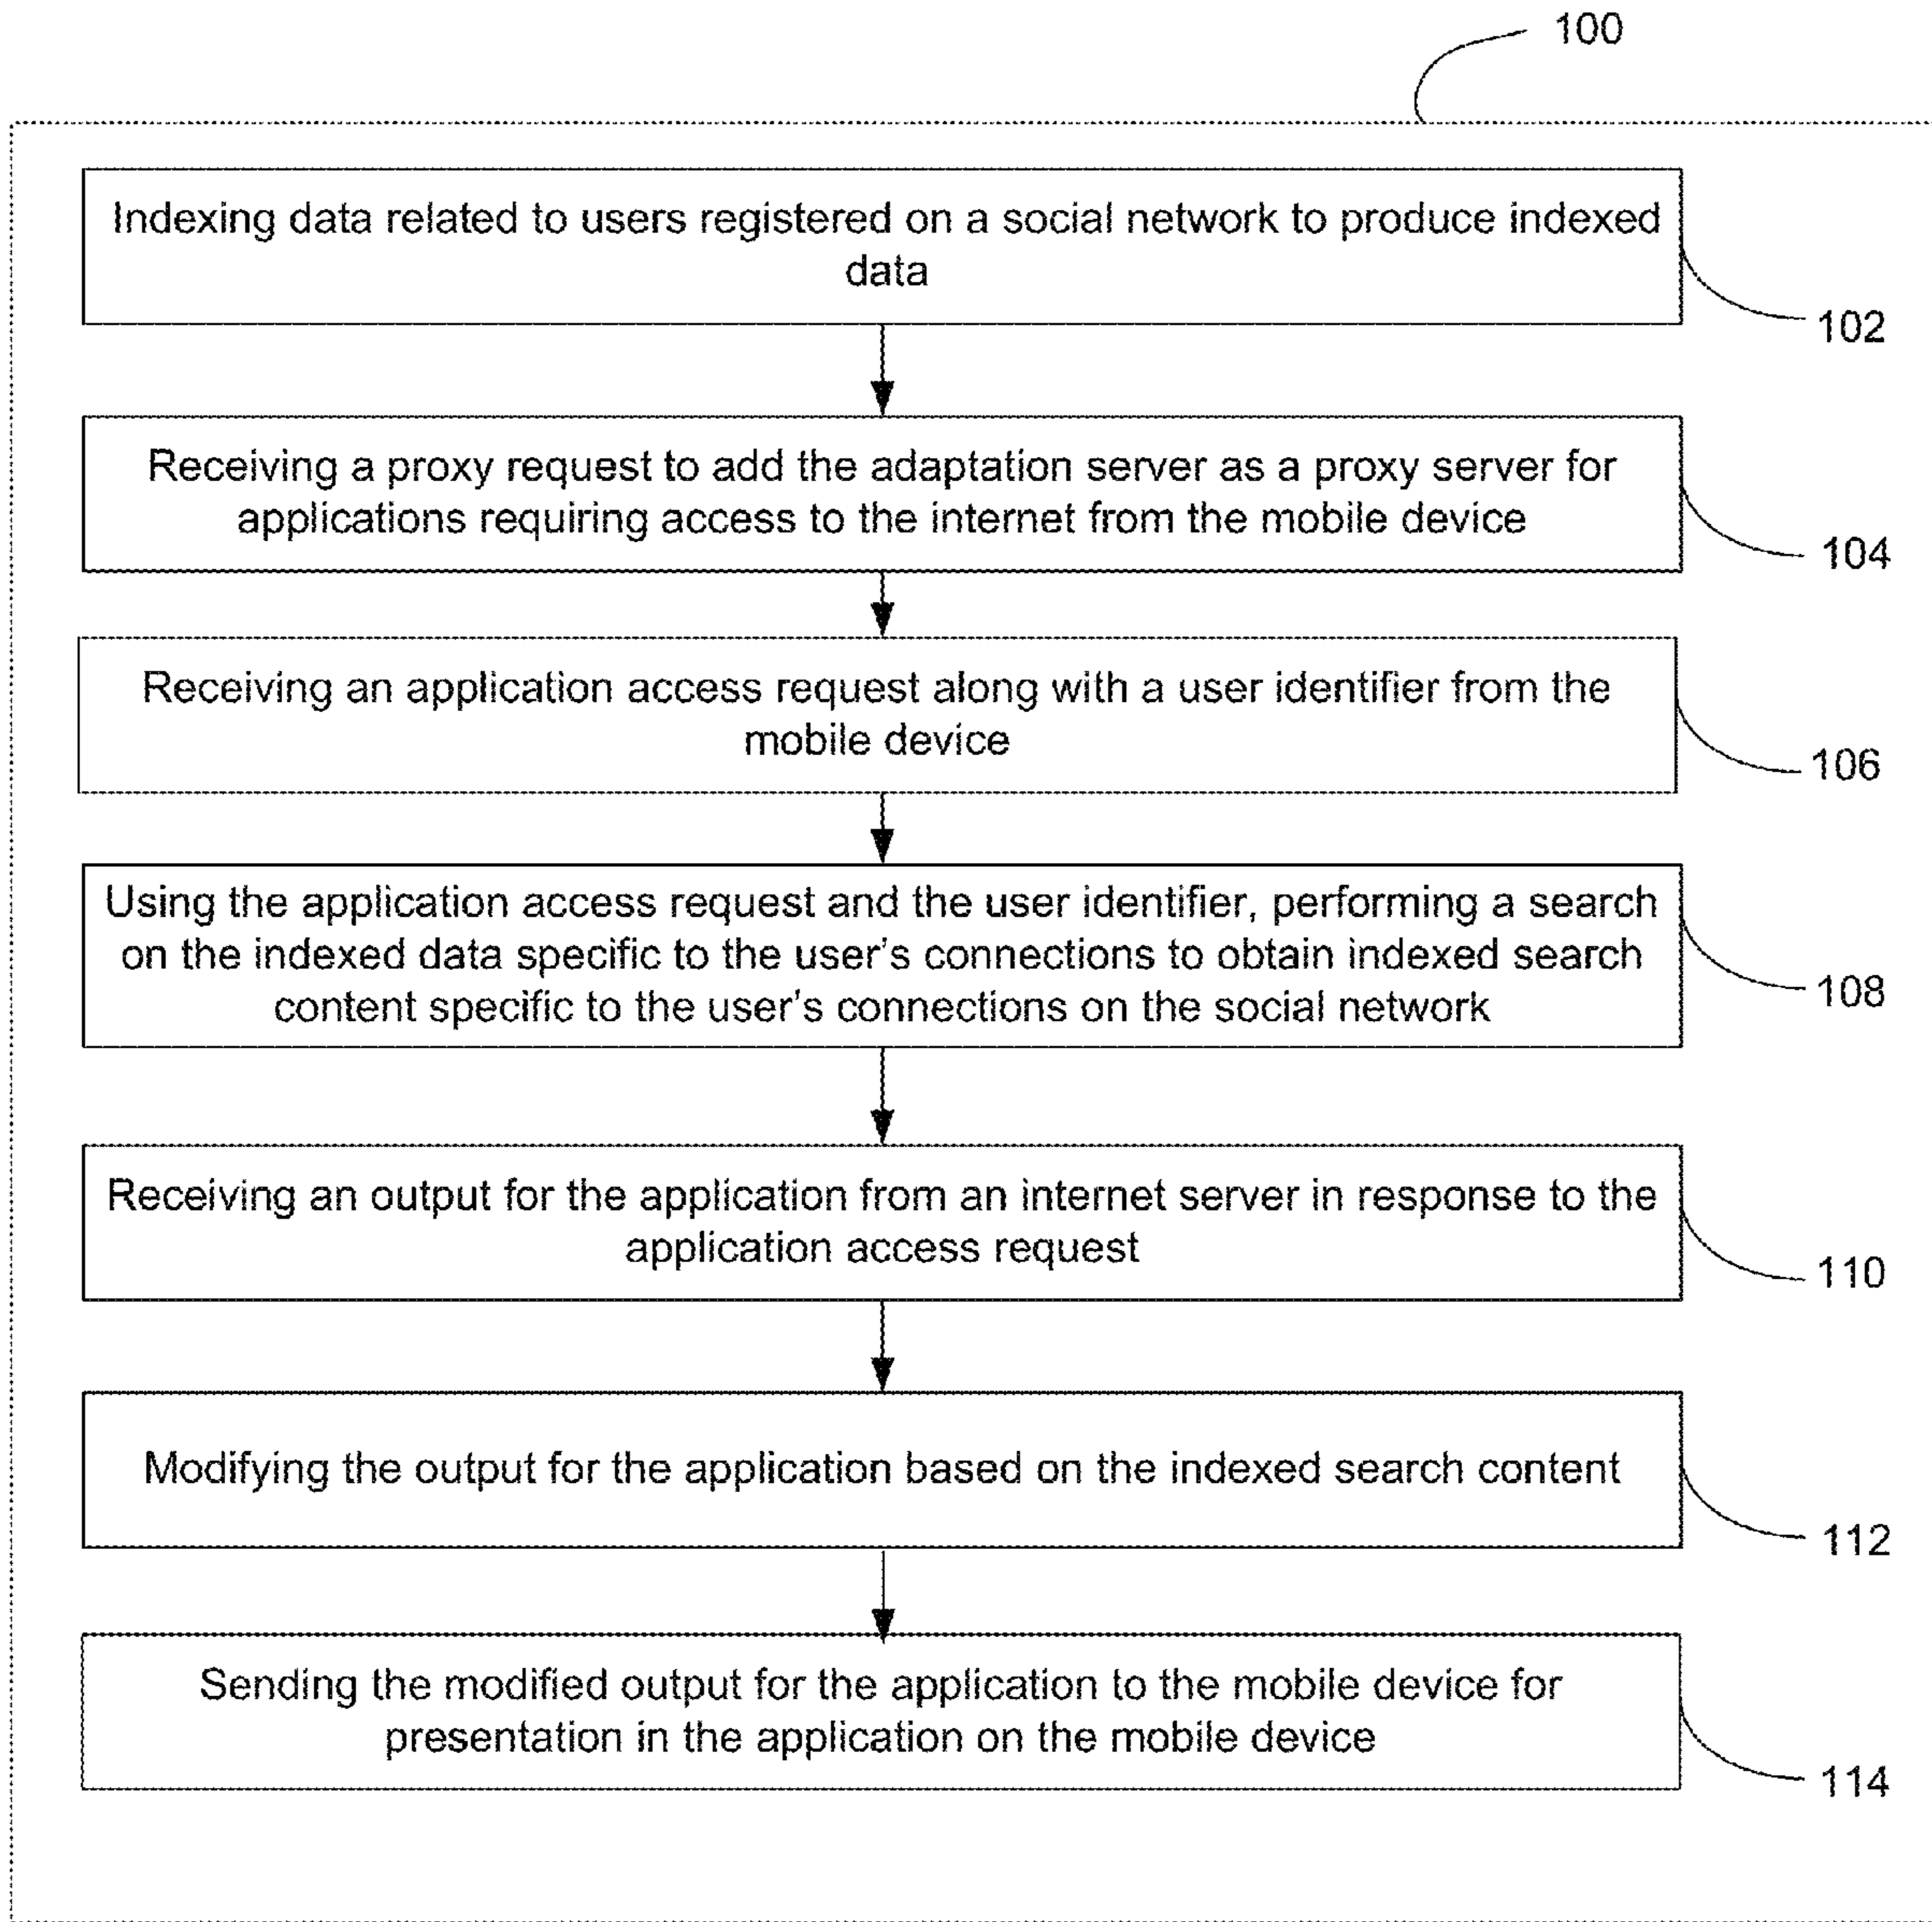 100
Indexing data related to users registered on a social network to produce indexed
data
102
Receiving a proxy request to add the adaptation server as a proxy server for
applications requiring access to the internet from the mobile device
104
Receiving an application access request along with a user identifier from the
mobile device
106
Using the application access request and the user identifier, performing a search
on the indexed data specific to the user's connections to obtain indexed search
content specific to the user's connections on the social network
108
Receiving an output for the application from an internet server in response to the
application access request
110
Modifying the output for the application based on the indexed search content
112
Sending the modified output for the application to the mobile device for
presentation in the application on the mobile device
114